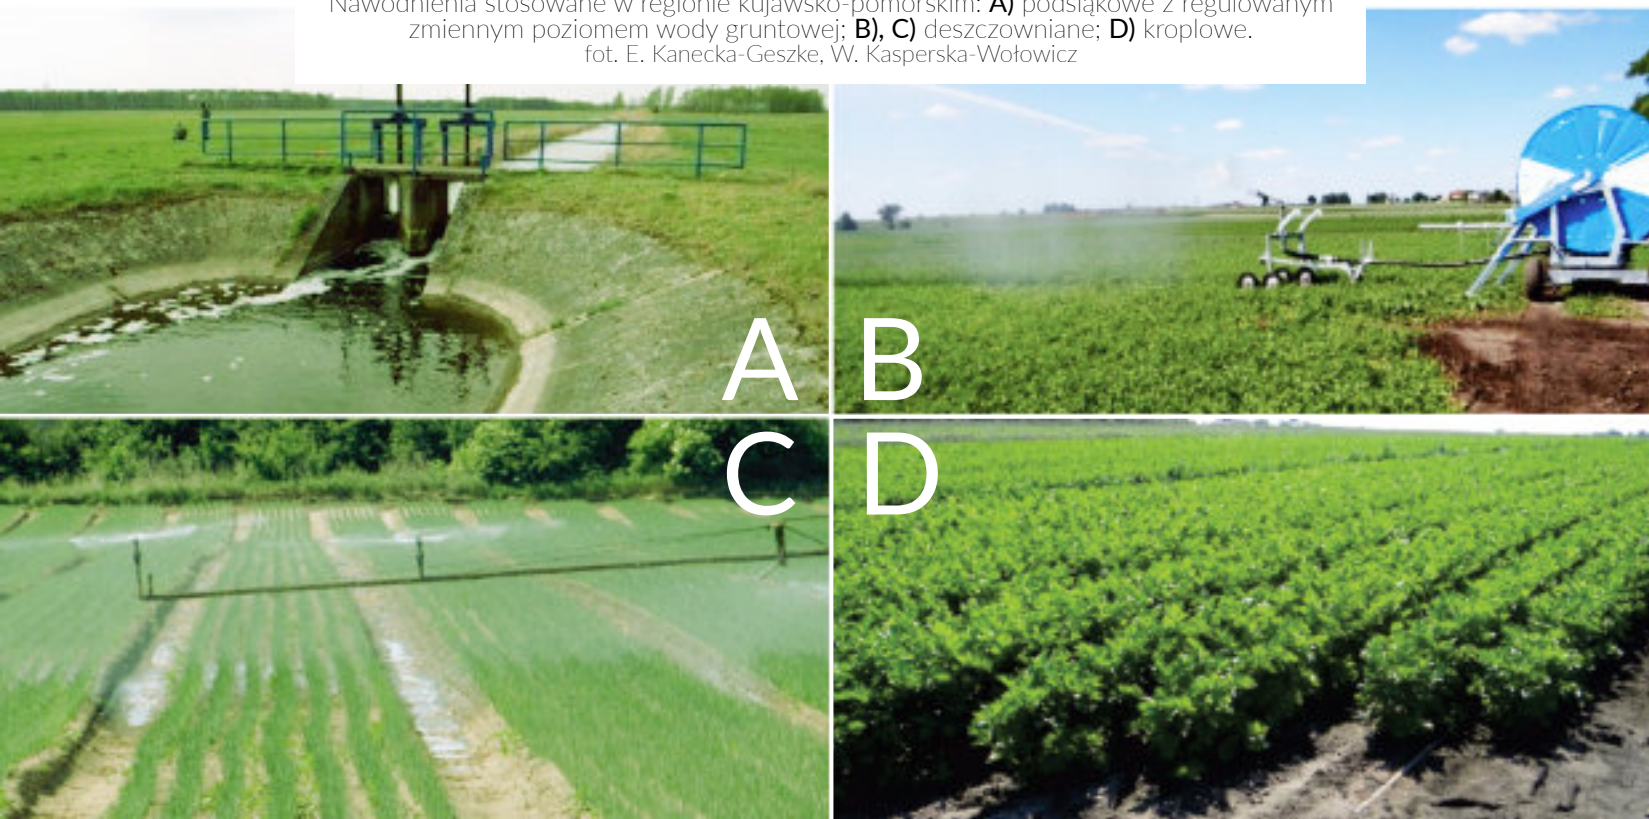 Nawodnienia stosowane w regionie kujawsko-pomorskim: A) podsiąkowe z regulowanym
zmiennym poziomem wody gruntowej; B), C) deszczowniane; D) kroplowe.
fot. E. Kanecka-Geszke, W. Kasperska-Wołowicz
A
B
C
D